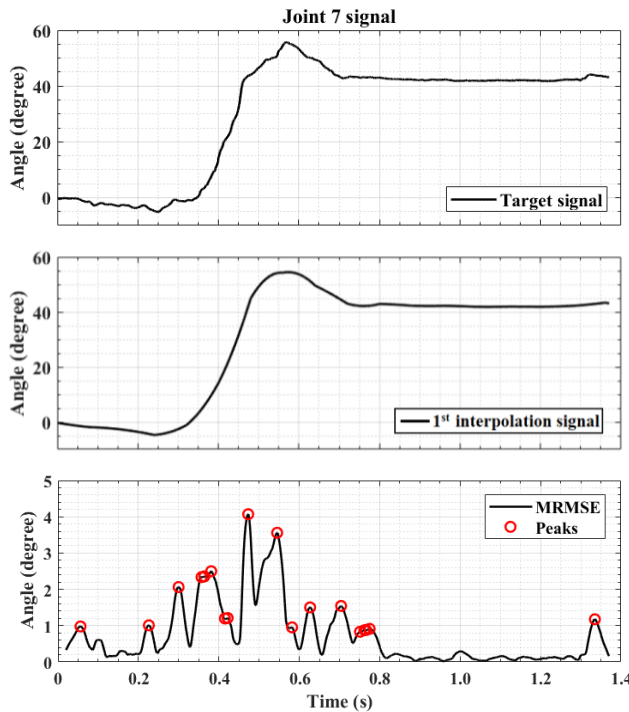 Joint 7 signal
60
40
20
0
Angle (degree)
Target signal
60
40
20
0
Angle (degree)
1st interpolation signal
5
4
3
2
1
0
Angle (degree)
MRMSE
Peaks
0 0.2 0.4 0.6 0.8 1.0 1.2 1.4
Time (s)